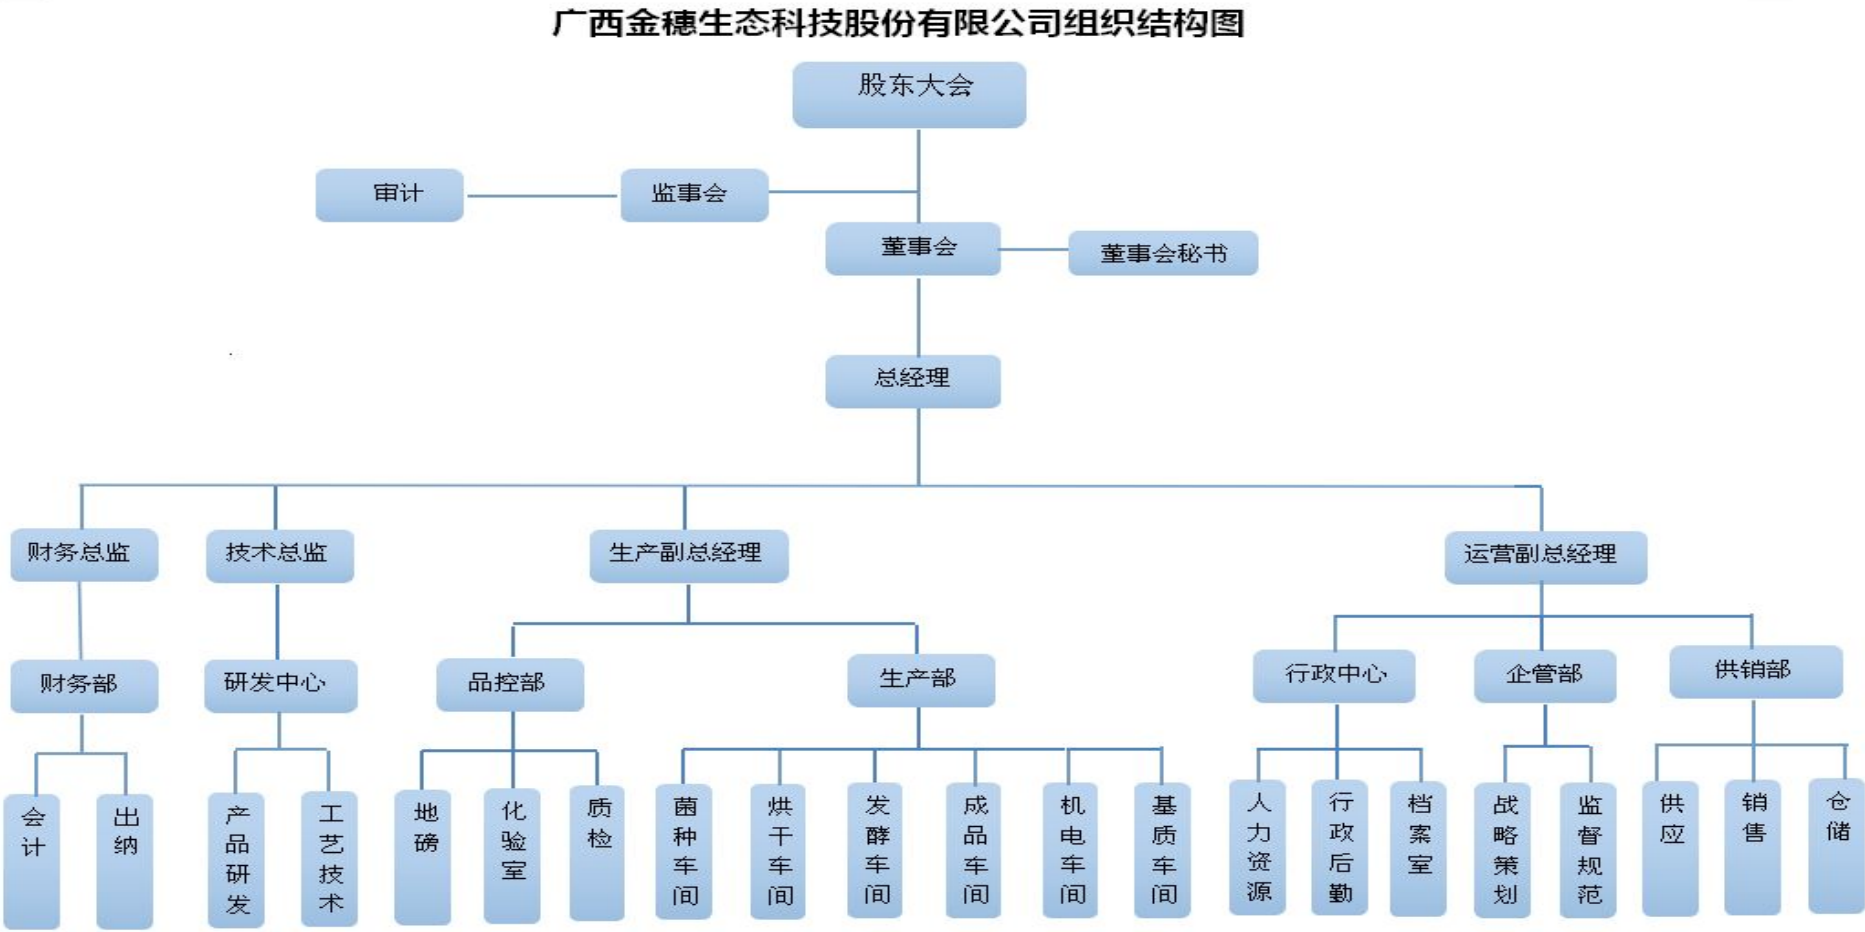 广西金穗生态科技股份有限公司组织结构图
股东大会
审计
监事会
董事会
董事会秘书
总经理
财务总监
技术总监
生产副总经理
运营副总经理
财务部
研发中心
品控部
生产部
行政中心
企管部
供销部
会计
出纳
产品研发
工艺技术
地磅
化验室
质检
菌种车间
烘干车间
发酵车间
成品车间
机电车间
基质车间
人力资源
行政后勤
档案室
战略策划
监督规范
供应
销售
仓储